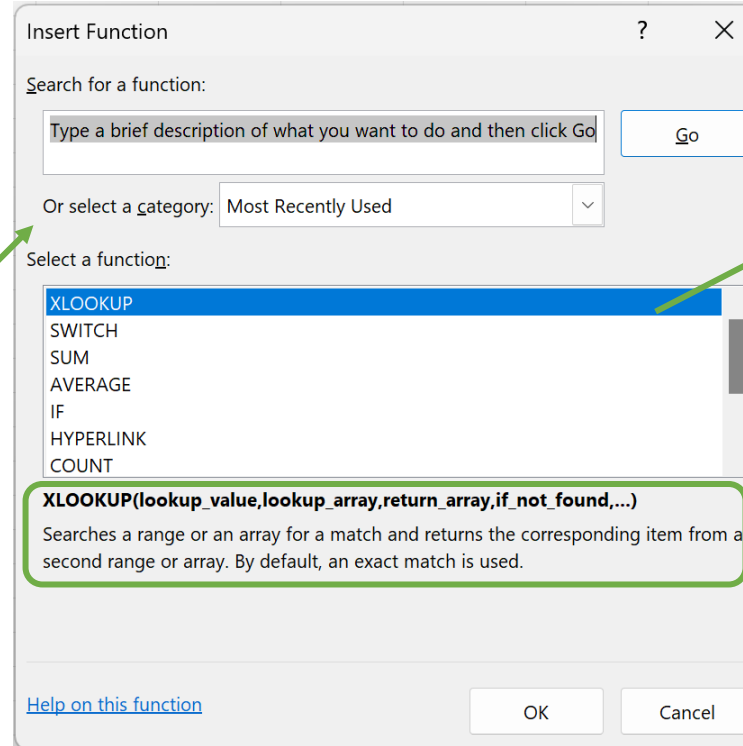 Insert Function
?
Search for a function:
Type a brief description of what you want to do and then click Go
Go
Or select a category:
Most Recently Used
Select a function:
XLOOKUP
SWITCH
SUM
AVERAGE
IF
HYPERLINK
COUNT
XLOOKUP(lookup_value,lookup_array,return_array,if_not_found,...)
Searches a range or an array for a match and returns the corresponding item from a
second range or array. By default, an exact match is used.
Help on this function
OK
Cancel